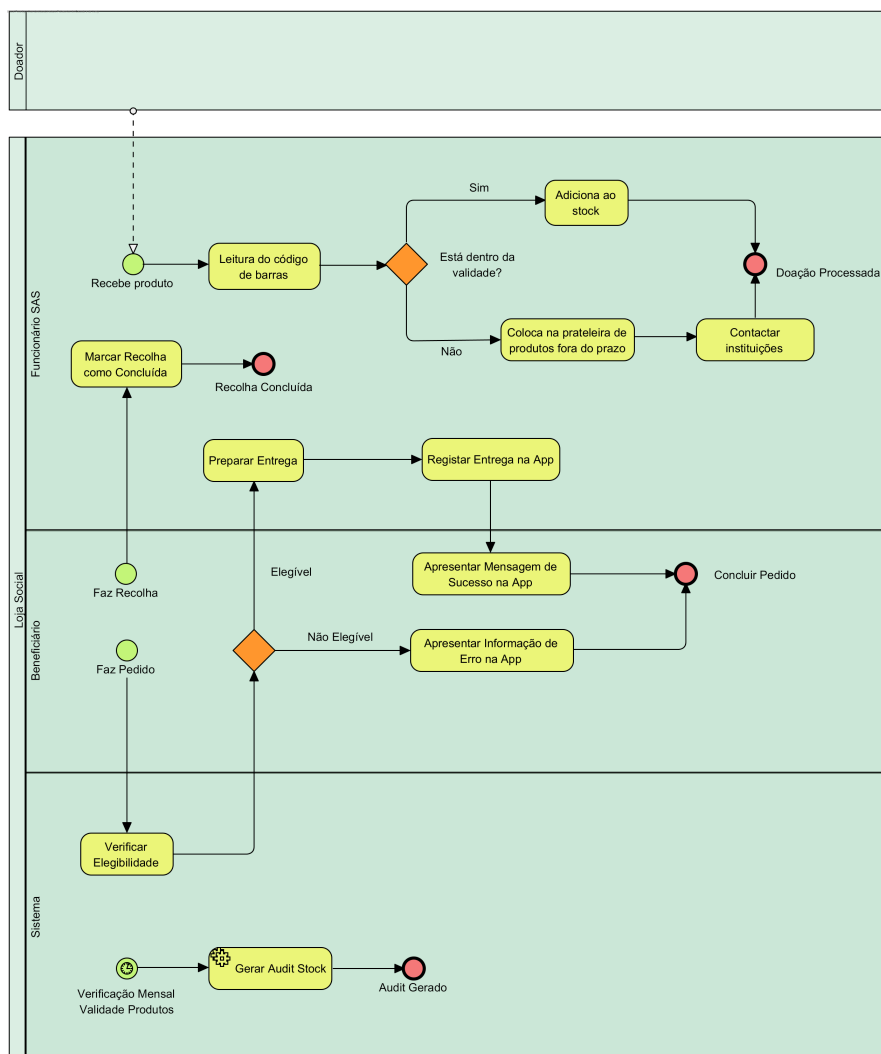 Doador
Loja Social
Funcionário SAS
Recebe produto
Leitura do código
de barras
Está dentro da
validade?
Sim
Adiciona ao
stock
Não
Coloca na prateleira de
produtos fora do prazo
Contactar
instituições
Doação Processada
Marcar Recolha
como Concluída
Recolha Concluída
Preparar Entrega
Registar Entrega na App
Beneficiário
Faz Recolha
Elegível
Apresentar Mensagem de
Sucesso na App
Concluir Pedido
Faz Pedido
Não Elegível
Apresentar Informação de
Erro na App
Sistema
Verificar
Elegibilidade
Verificação Mensal
Validade Produtos
Gerar Audit Stock
Audit Gerado